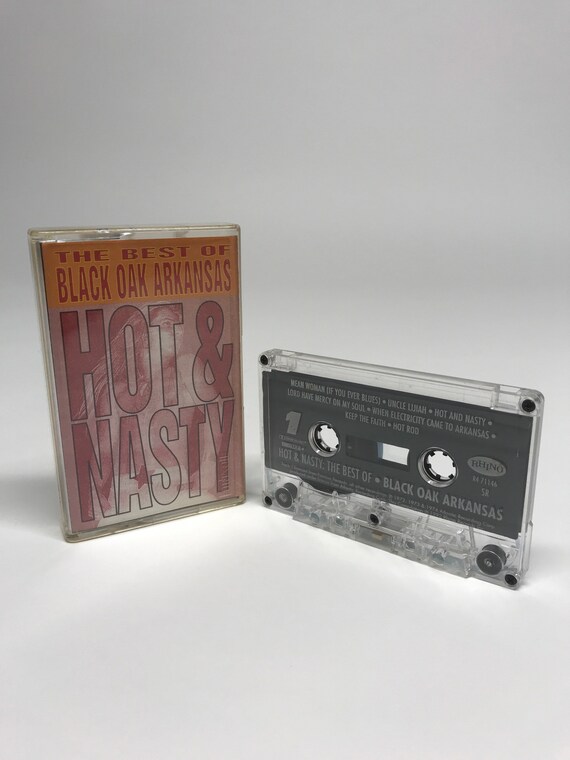 THE BEST OF
BLACK OAK ARKANSAS
HOT &
NASTY
MEAN WOMAN (IF YOU EVER BLUES) • UNCLE LIJIAH • HOT AND NASTY •
LORD HAVE MERCY ON MY SOUL • WHEN ELECTRICITY CAME TO ARKANSAS •
KEEP THE FAITH • HOT ROD
1
RHINO
R4 71146
SR
HOT & NASTY: THE BEST OF • BLACK OAK ARKANSAS